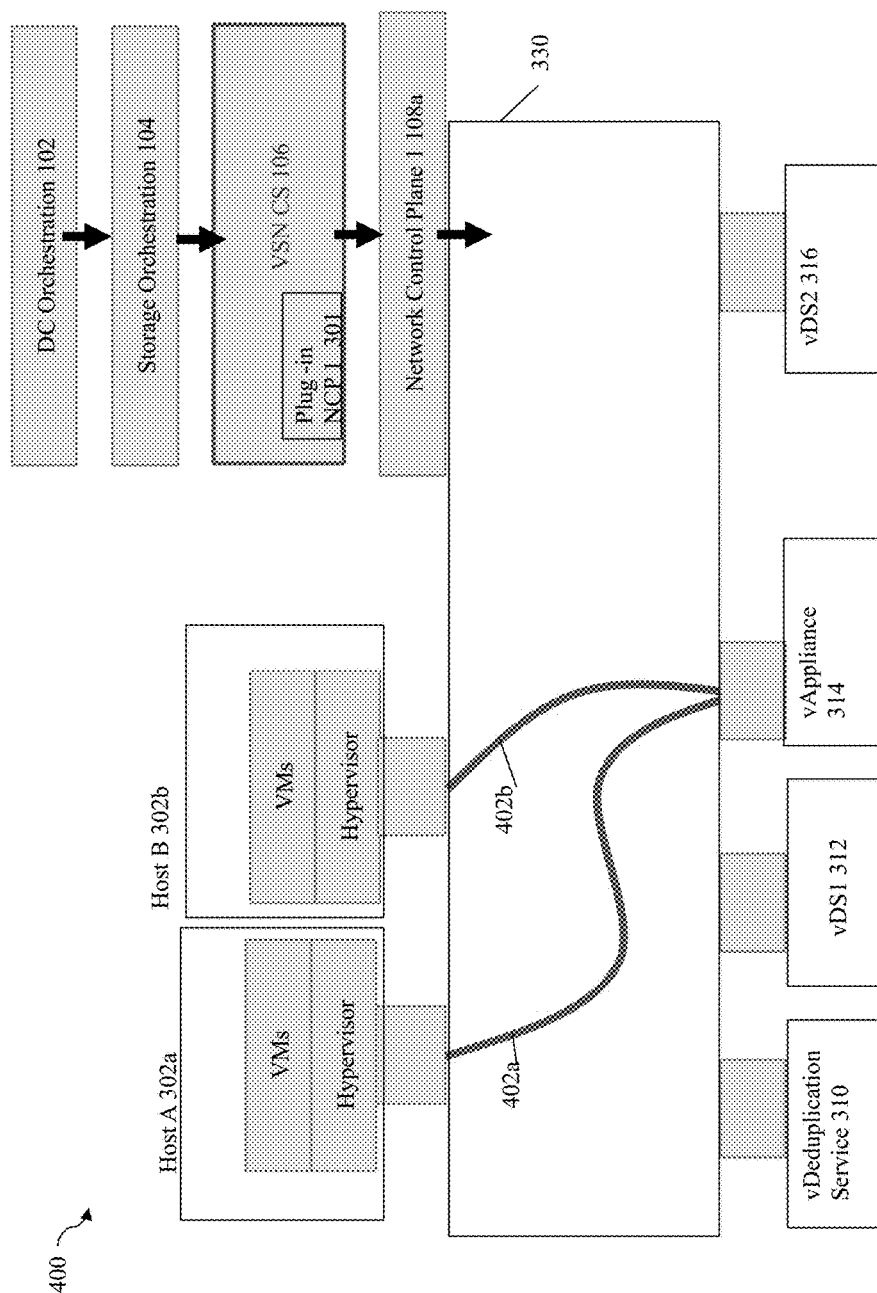 400
Host A 302a
VMs
Hypervisor
Host B 302b
VMs
Hypervisor
DC Orchestration 102
Storage Orchestration 104
VSN CS 106
Plug -in
NCP 1 301
Network Control Plane 1 108a
330
402a
402b
vDeduplication
Service 310
vDS1 312
vAppliance
314
vDS2 316